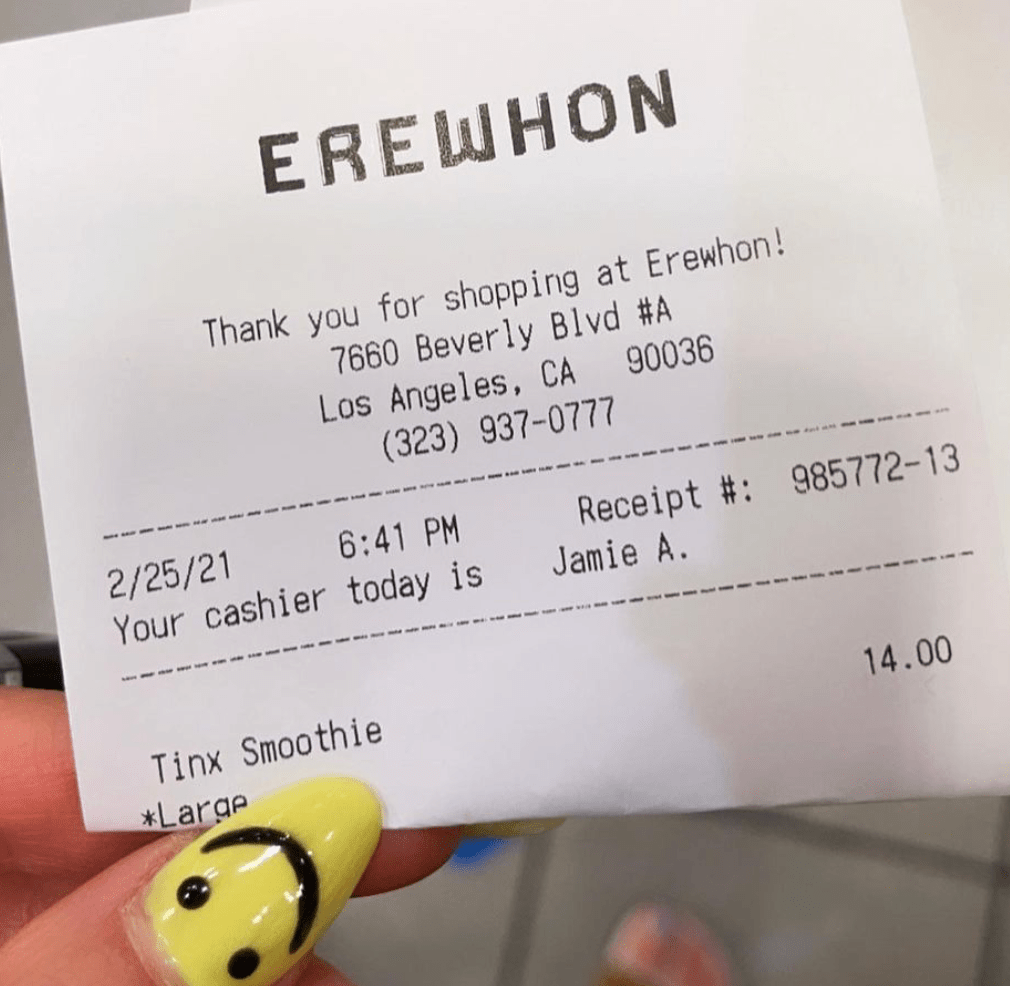 EREWHON
Thank you for shopping at Erewhon!
7660 Beverly Blvd #A
Los Angeles, CA 90036
(323) 937-0777
2/25/21 6:41 PM Receipt #: 985772-13
Your cashier today is Jamie A.
Tinx Smoothie 14.00
*Large